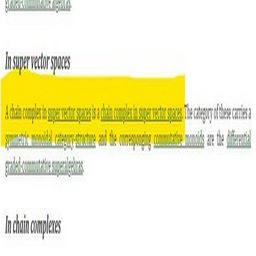 graded-commutative algebras.
In super vector spaces
A chain complex in super vector spaces is a chain complex in super vector spaces. The category of these carries a
symmetric monoidal category-structure and the corresponding commutative monoids are the differential
graded-commutative superalgebras.
In chain complexes